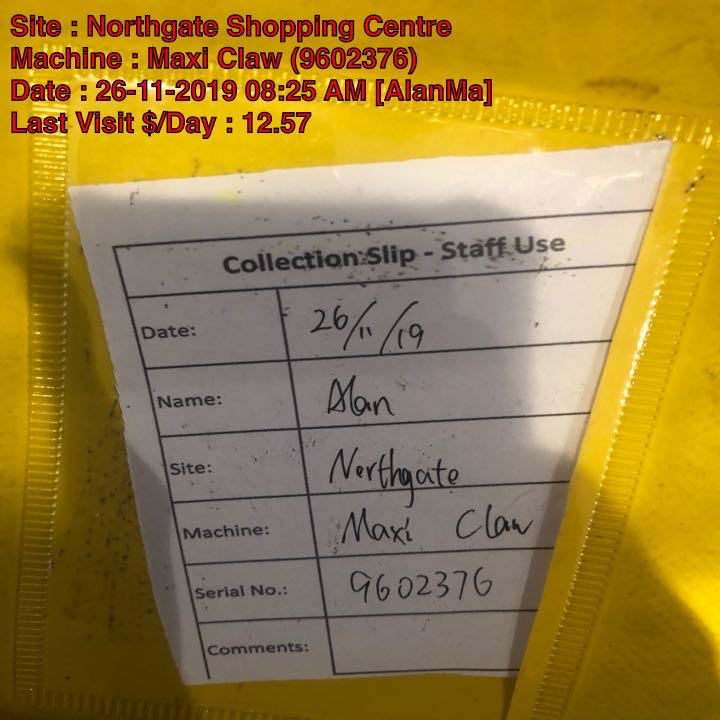 Site : Northgate Shopping Centre
Machine : Maxi Claw (9602376)
Date : 26-11-2019 08:25 AM [AlanMa]
Last Visit $/Day : 12.57
Collection Slip - Staff Use
Date: 26/11/19
Name: Alan
Site: Northgate
Machine: Maxi Claw
Serial No.: 9602376
Comments: